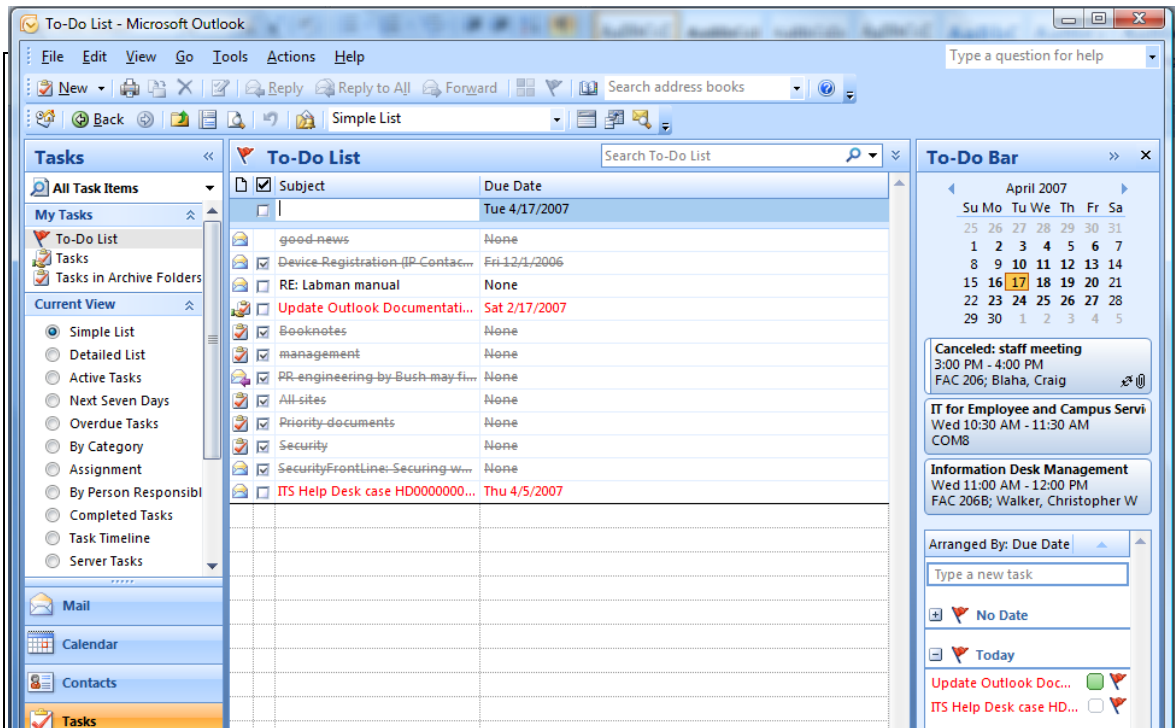 To-Do List - Microsoft Outlook
File Edit View Go Tools Actions Help
Type a question for help
New Reply Reply to All Forward Search address books
Back Simple List
Tasks
All Task Items
My Tasks
To-Do List
Tasks
Tasks in Archive Folders
Current View
Simple List
Detailed List
Active Tasks
Next Seven Days
Overdue Tasks
By Category
Assignment
By Person Responsibl
Completed Tasks
Task Timeline
Server Tasks
Mail
Calendar
Contacts
Tasks
To-Do List Search To-Do List
Subject Due Date
Tue 4/17/2007
good news None
Device Registration (IP Contac... Fri 12/1/2006
RE: Labman manual None
Update Outlook Documentati... Sat 2/17/2007
Booknotes None
management None
PR engineering by Bush may fi... None
All sites None
Priority documents None
Security None
SecurityFrontLine: Securing w... None
ITS Help Desk case HD0000000... Thu 4/5/2007
To-Do Bar
April 2007
Su Mo Tu We Th Fr Sa
25 26 27 28 29 30 31
1 2 3 4 5 6 7
8 9 10 11 12 13 14
15 16 17 18 19 20 21
22 23 24 25 26 27 28
29 30 1 2 3 4 5
Canceled: staff meeting
3:00 PM - 4:00 PM
FAC 206; Blaha, Craig
IT for Employee and Campus Servi
Wed 10:30 AM - 11:30 AM
COM8
Information Desk Management
Wed 11:00 AM - 12:00 PM
FAC 206B; Walker, Christopher W
Arranged By: Due Date
Type a new task
No Date
Today
Update Outlook Doc...
ITS Help Desk case HD...